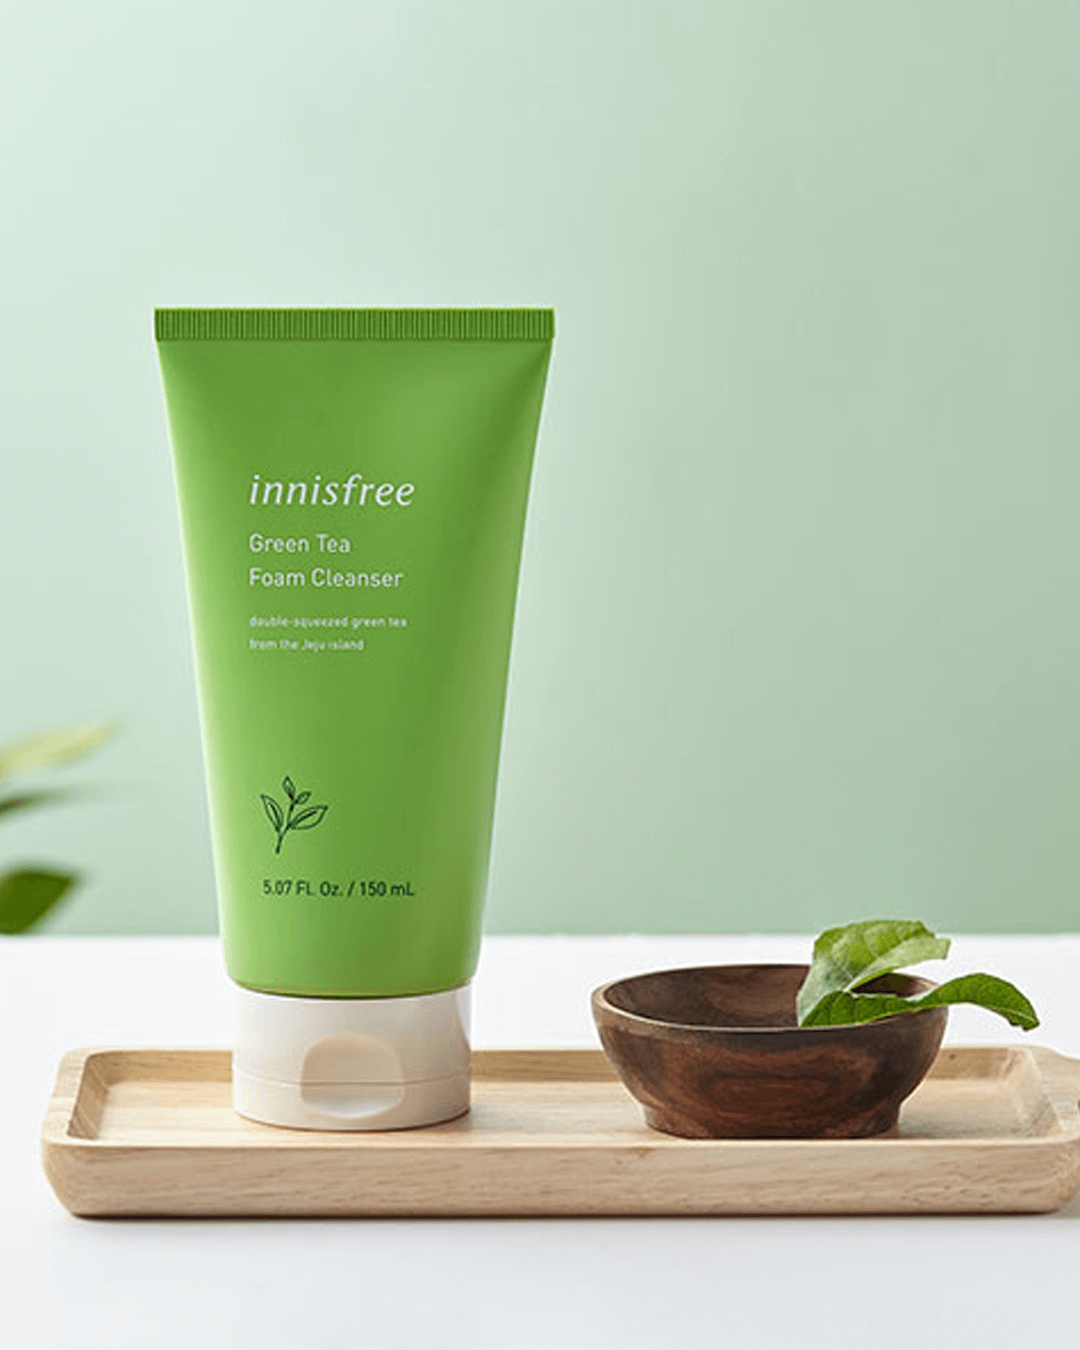 innisfree
Green Tea
Foam Cleanser
double-squeezed green tea
from the Jeju island
5.07 FL. Oz. / 150 mL